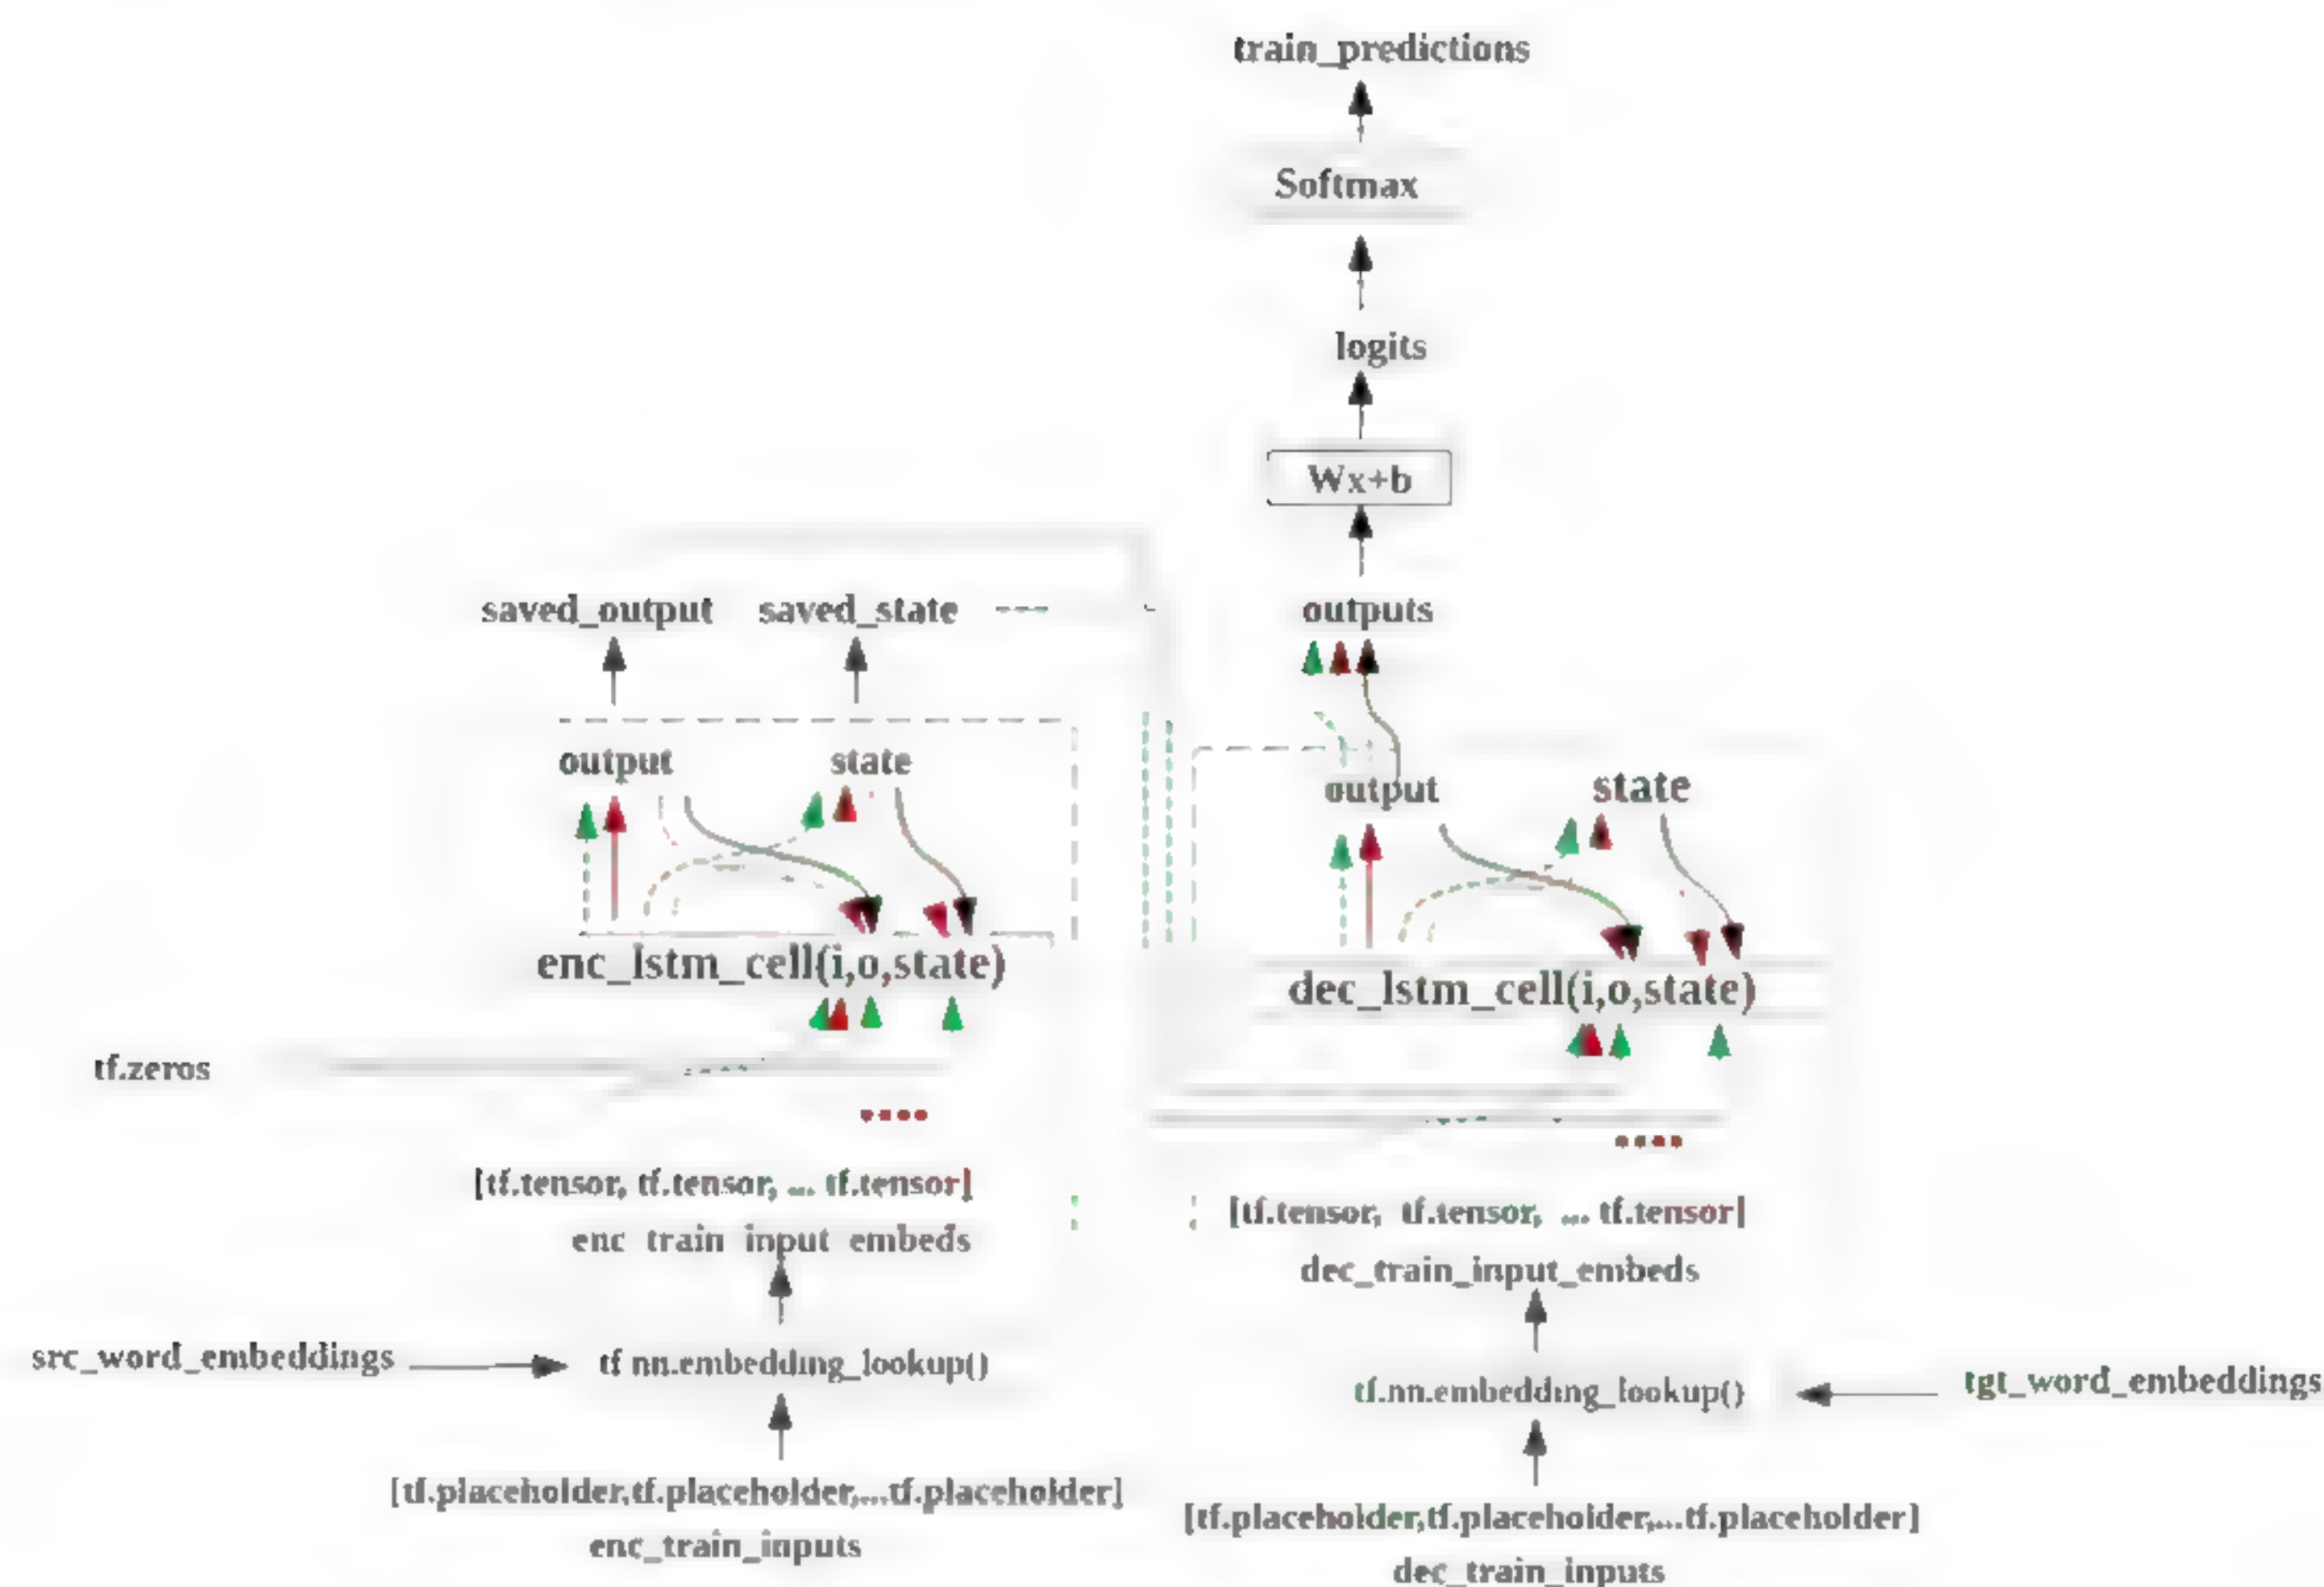 train_predictions
Softmax
logits
Wx+b
saved_output saved_state
outputs
output state
output state
enc_lstm_cell(i,o,state)
dec_lstm_cell(i,o,state)
tf.zeros
[tf.tensor, tf.tensor, ... tf.tensor]
enc train input embeds
[tf.tensor, tf.tensor, ... tf.tensor]
dec_train_input_embeds
src_word_embeddings
tf nn.embedding_lookup()
tf.nn.embedding_lookup()
tgt_word_embeddings
[tf.placeholder,tf.placeholder,...tf.placeholder]
enc_train_inputs
[tf.placeholder,tf.placeholder,...tf.placeholder]
dec_train_inputs